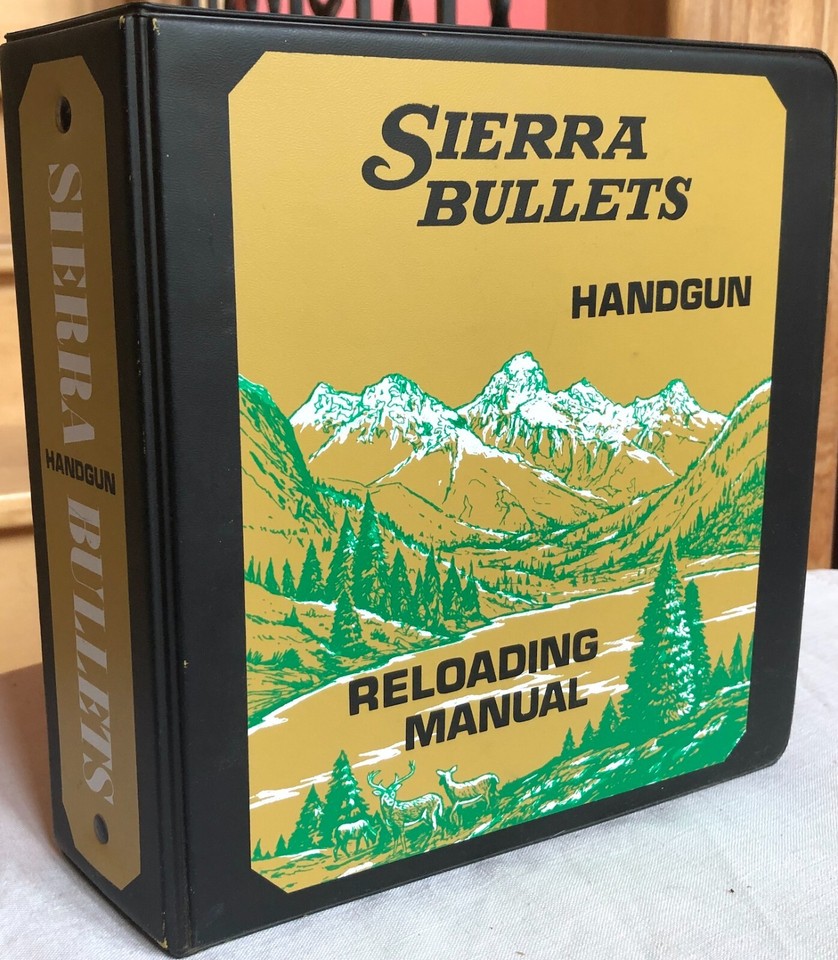 SIERRA
BULLETS
HANDGUN
RELOADING
MANUAL
SIERRA BULLETS
HANDGUN